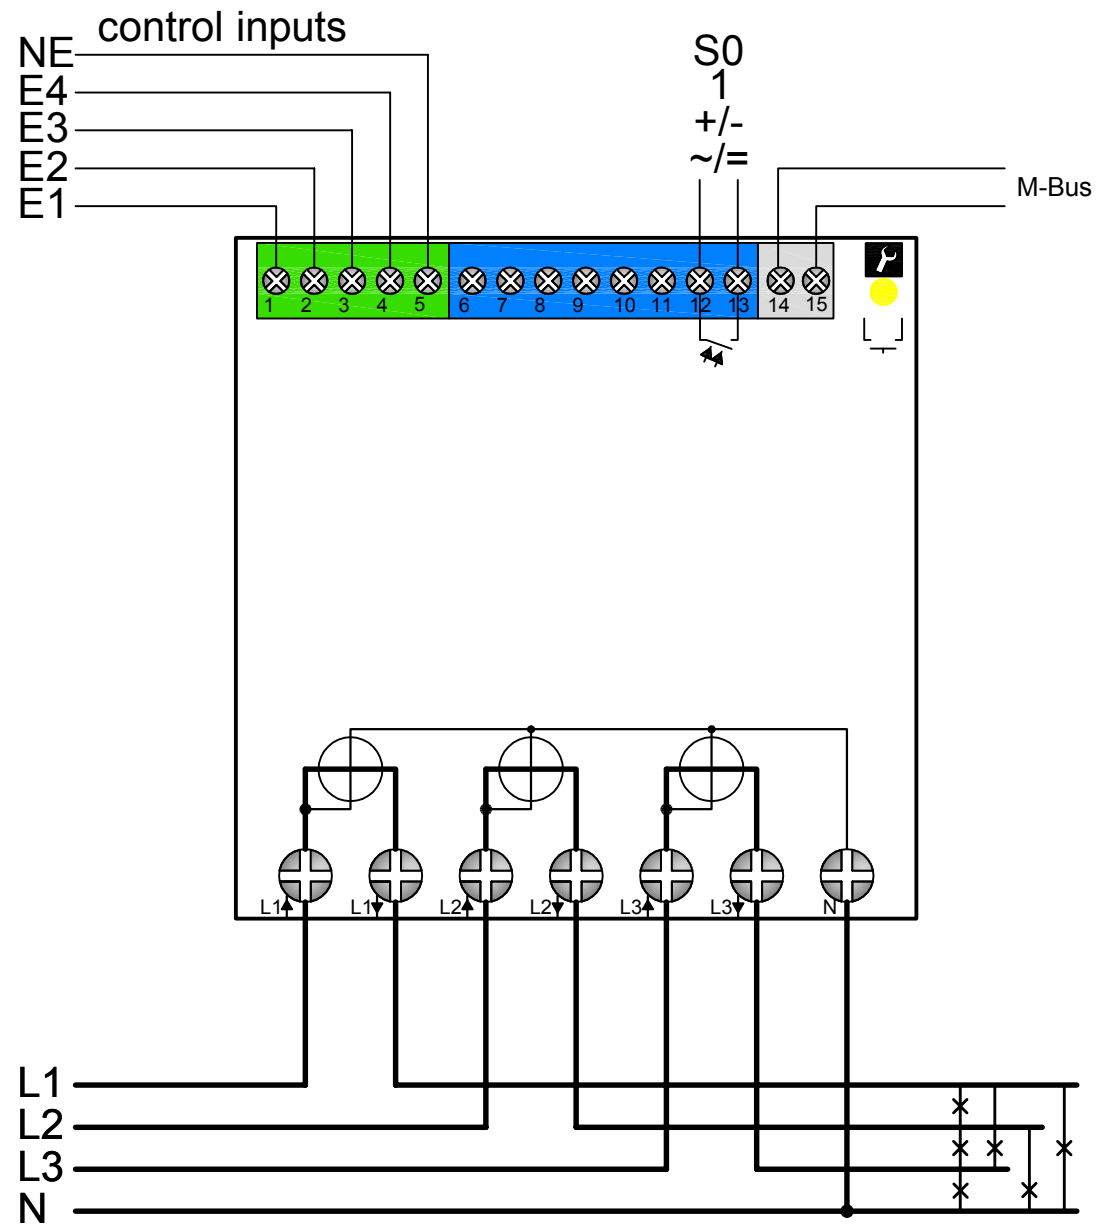 control inputs
NE
E4
E3
E2
E1
S0
1
+/-
~/=
M-Bus
1 2 3 4 5 6 7 8 9 10 11 12 13 14 15
L1 L1 L2 L2 L3 L3 N
L1
L2
L3
N